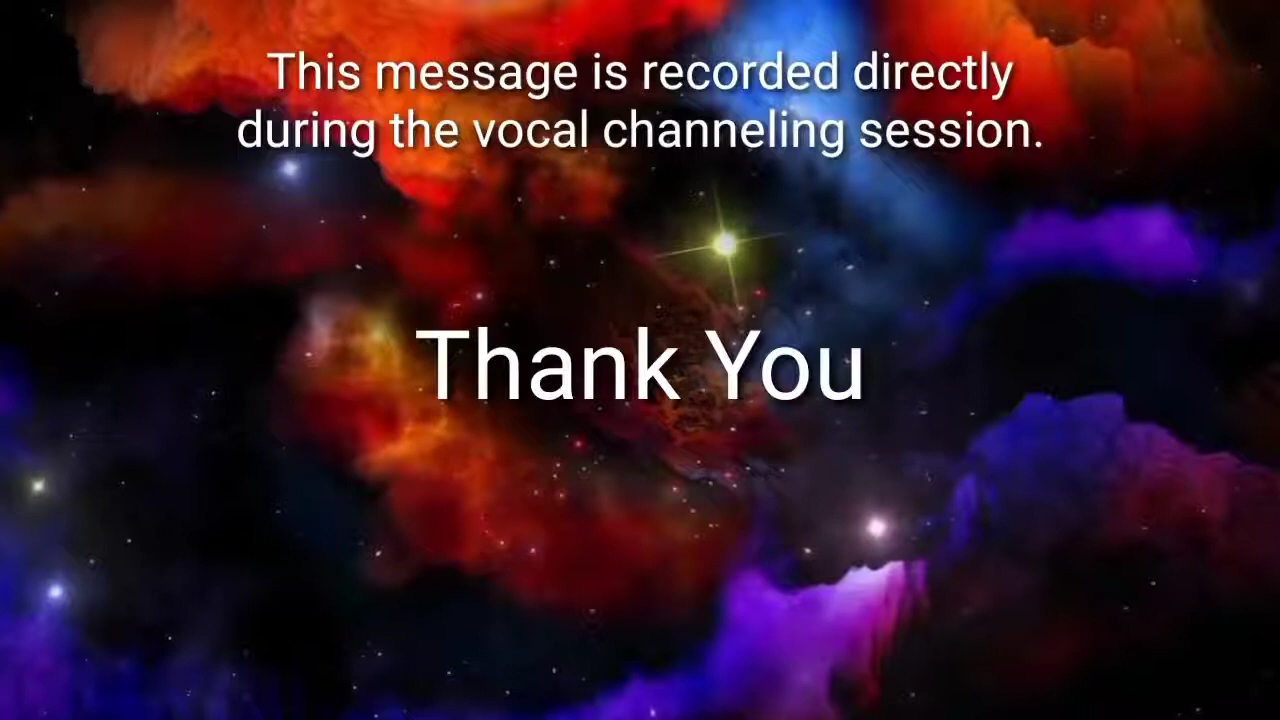 This message is recorded directly
during the vocal channeling session.
Thank You